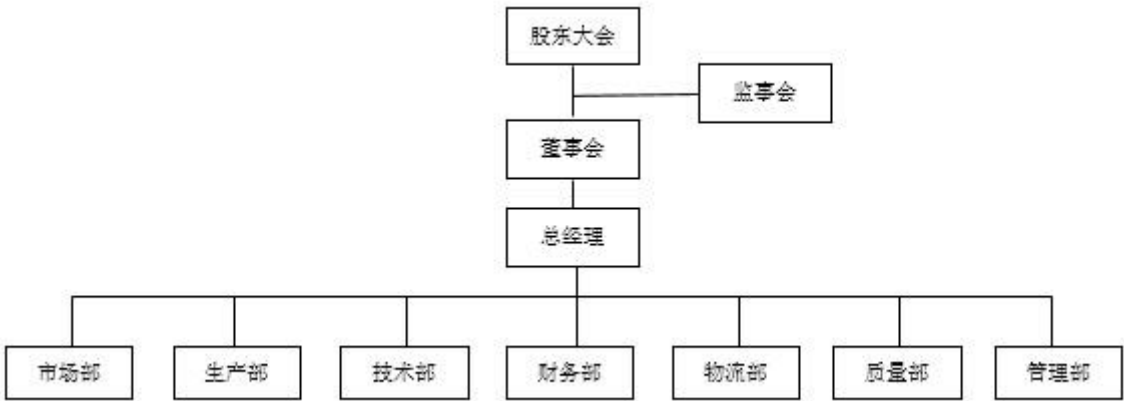 股东大会
监事会
董事会
总经理
市场部
生产部
技术部
财务部
物流部
质量部
管理部